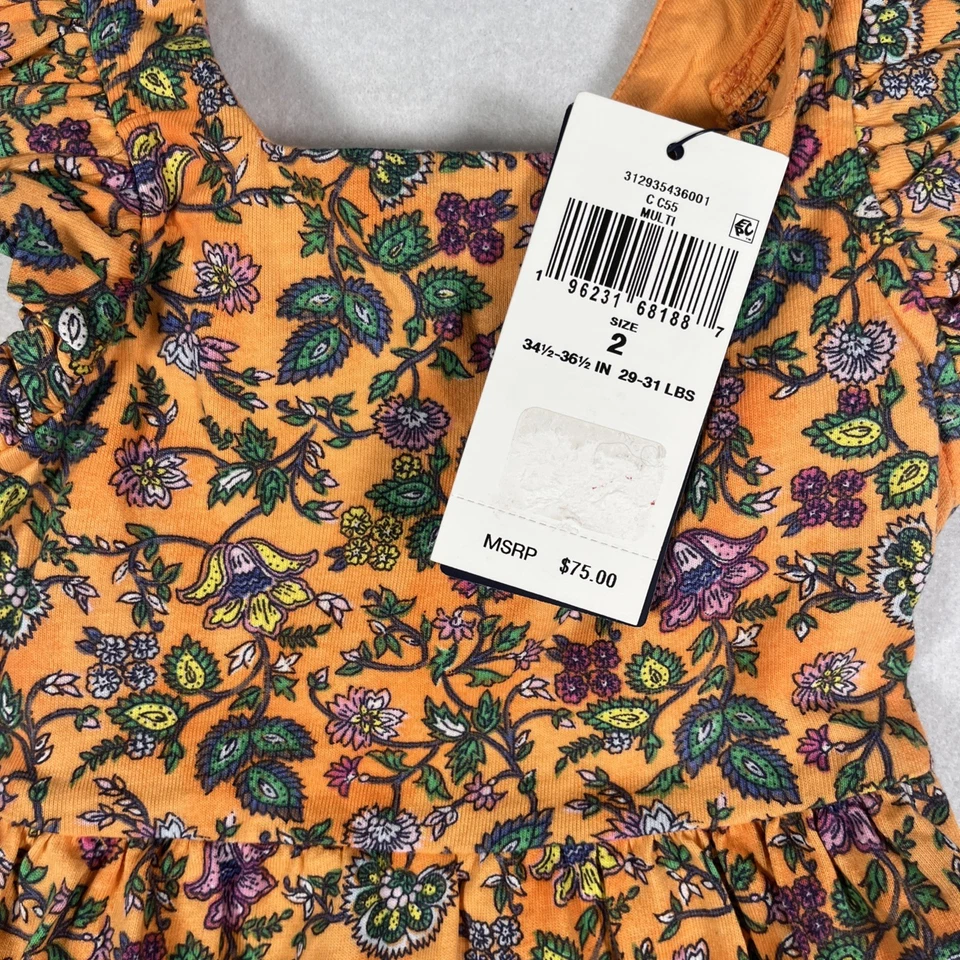 312935436001
C C55
MULTI
1 96231 68188 7
SIZE
2
34½-36½ IN 29-31 LBS
MSRP $75.00